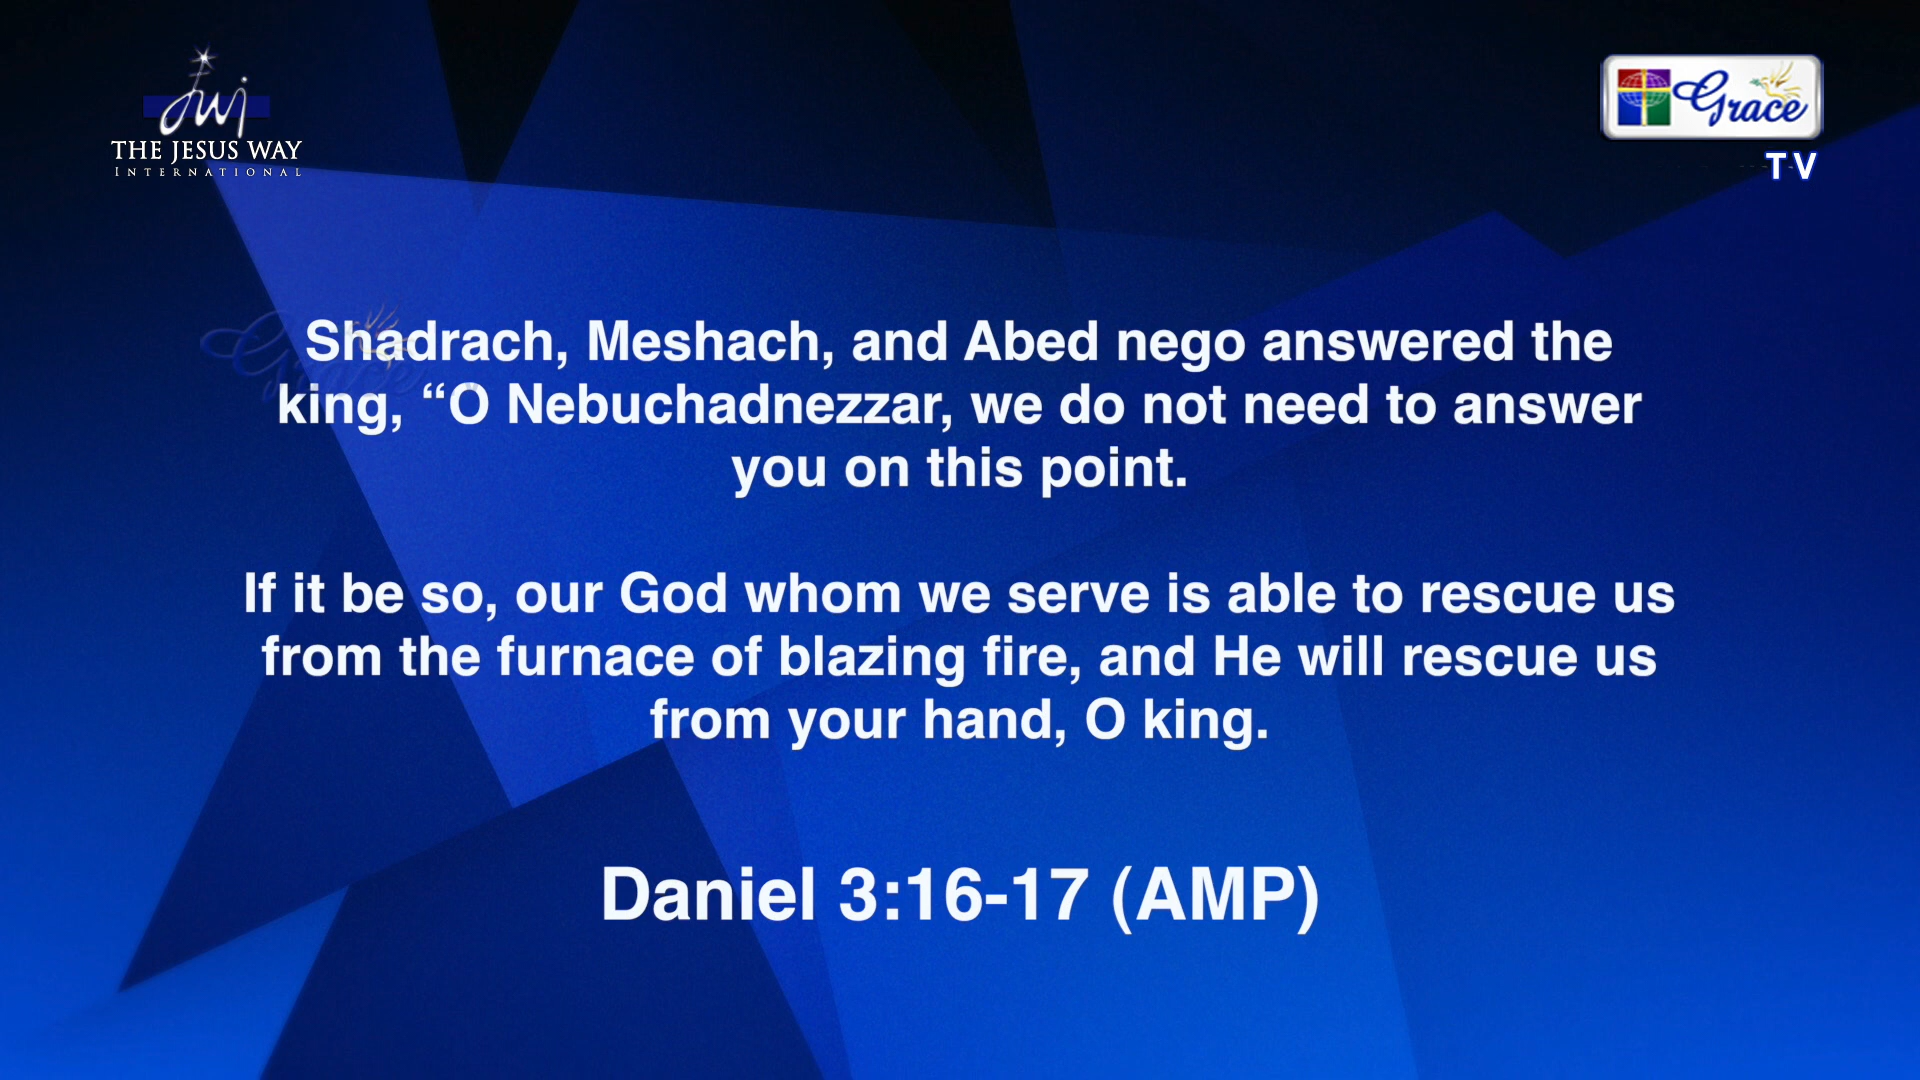 jwi
THE JESUS WAY
INTERNATIONAL
Grace
TV
Grace
Shadrach, Meshach, and Abed nego answered the
king, “O Nebuchadnezzar, we do not need to answer
you on this point.
If it be so, our God whom we serve is able to rescue us
from the furnace of blazing fire, and He will rescue us
from your hand, O king.
Daniel 3:16-17 (AMP)